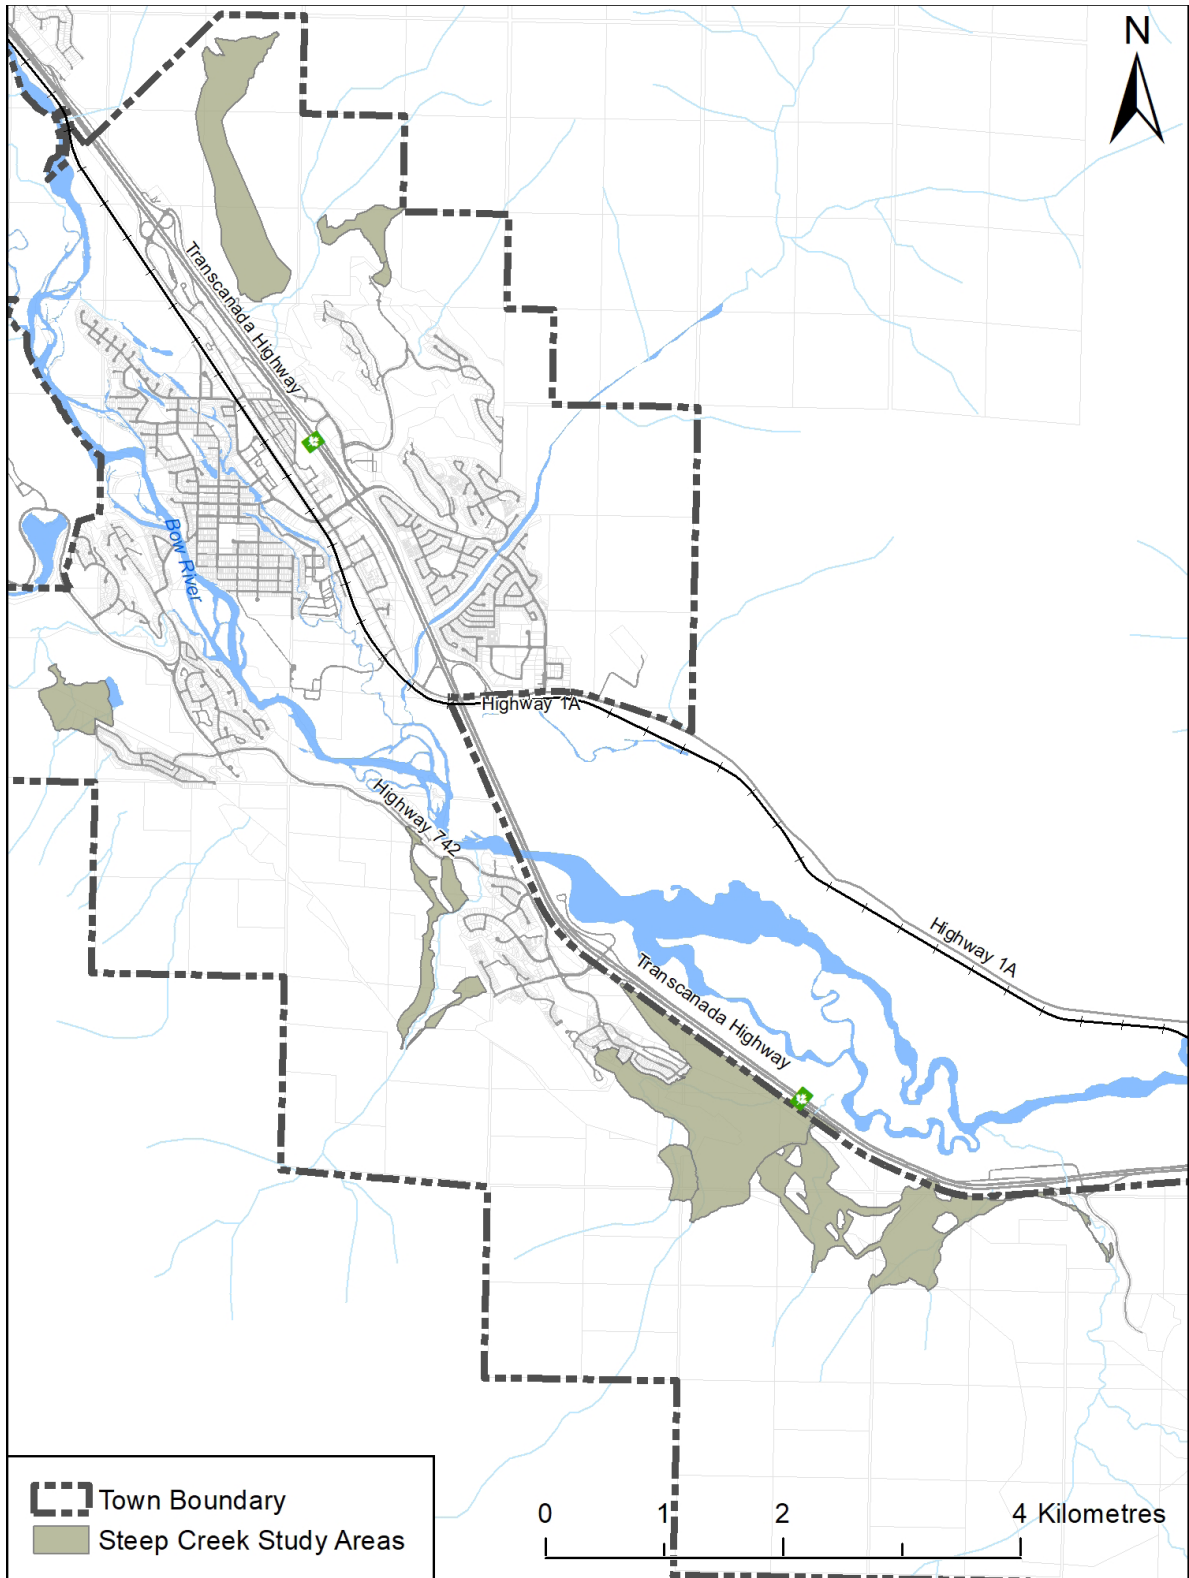 N
Transcanada Highway
Bow River
Highway 1A
Highway 742
Highway 1A
Transcanada Highway
Town Boundary
Steep Creek Study Areas
0 1 2 4 Kilometres